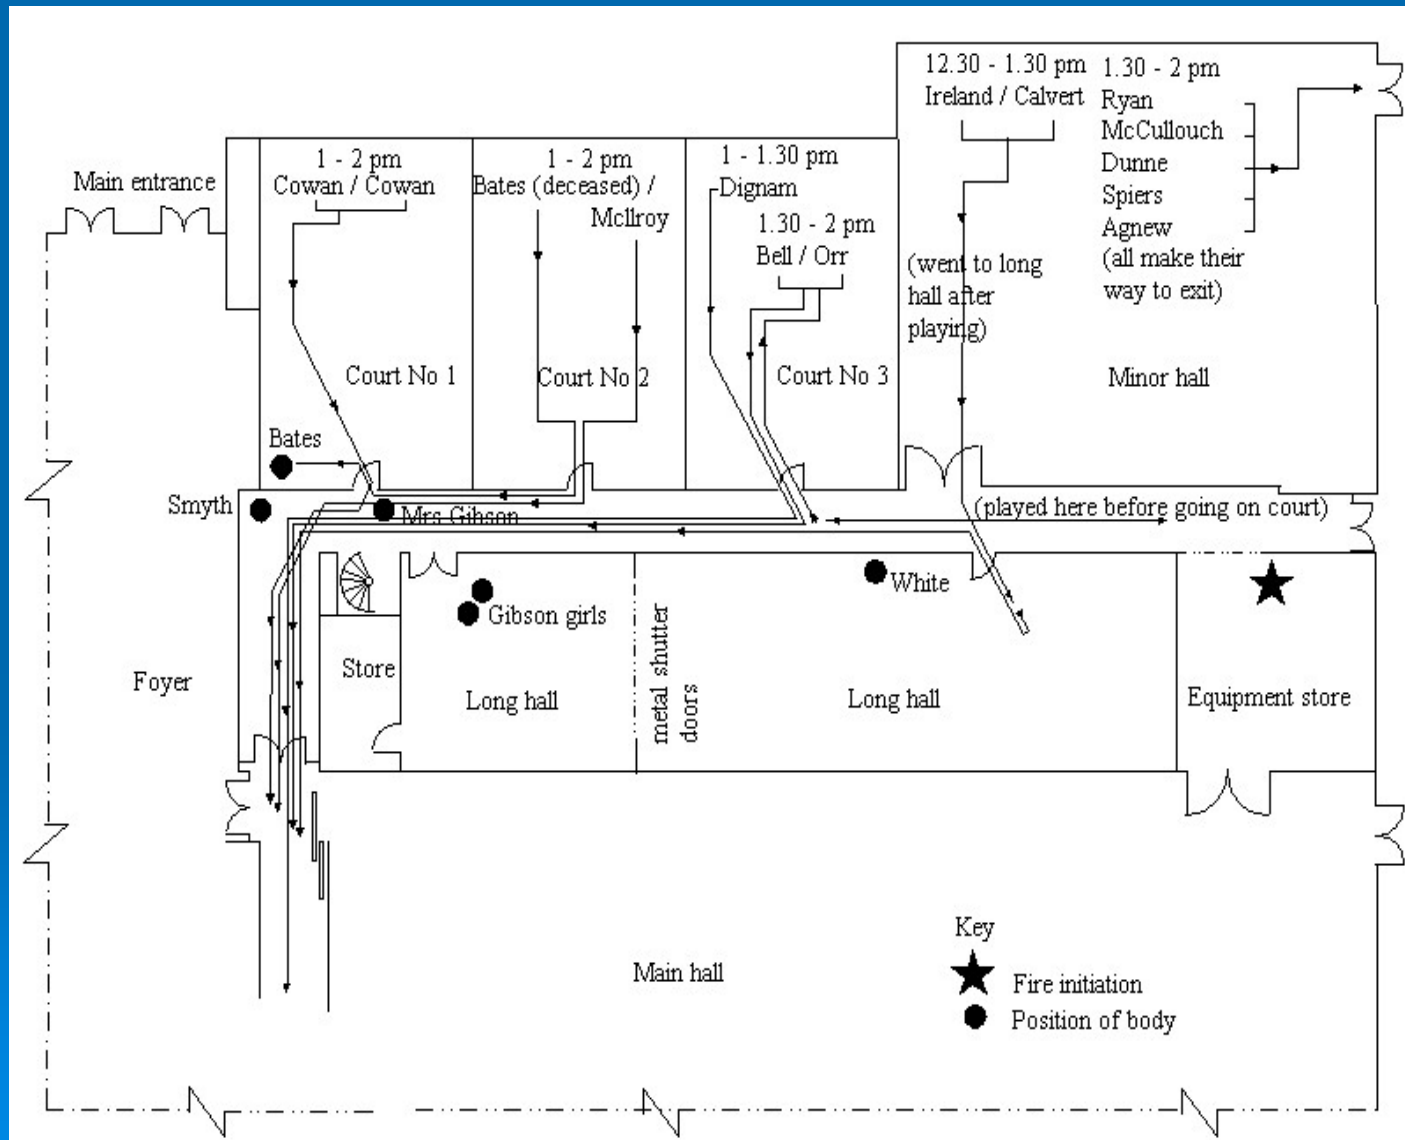 12.30 - 1.30 pm
Ireland / Calvert
1.30 - 2 pm
Ryan
McCullouch
Dunne
Spiers
Agnew
(all make their
way to exit)
Main entrance
1 - 2 pm
Cowan / Cowan
1 - 2 pm
Bates (deceased) /
McIlroy
1 - 1.30 pm
Dignam
1.30 - 2 pm
Bell / Orr
(went to long
hall after
playing)
Court No 1
Court No 2
Court No 3
Minor hall
Bates
Smyth
Mrs Gibson
(played here before going on court)
White
Gibson girls
Store
Foyer
Long hall
metal shutter
doors
Long hall
Equipment store
Main hall
Key
Fire initiation
Position of body